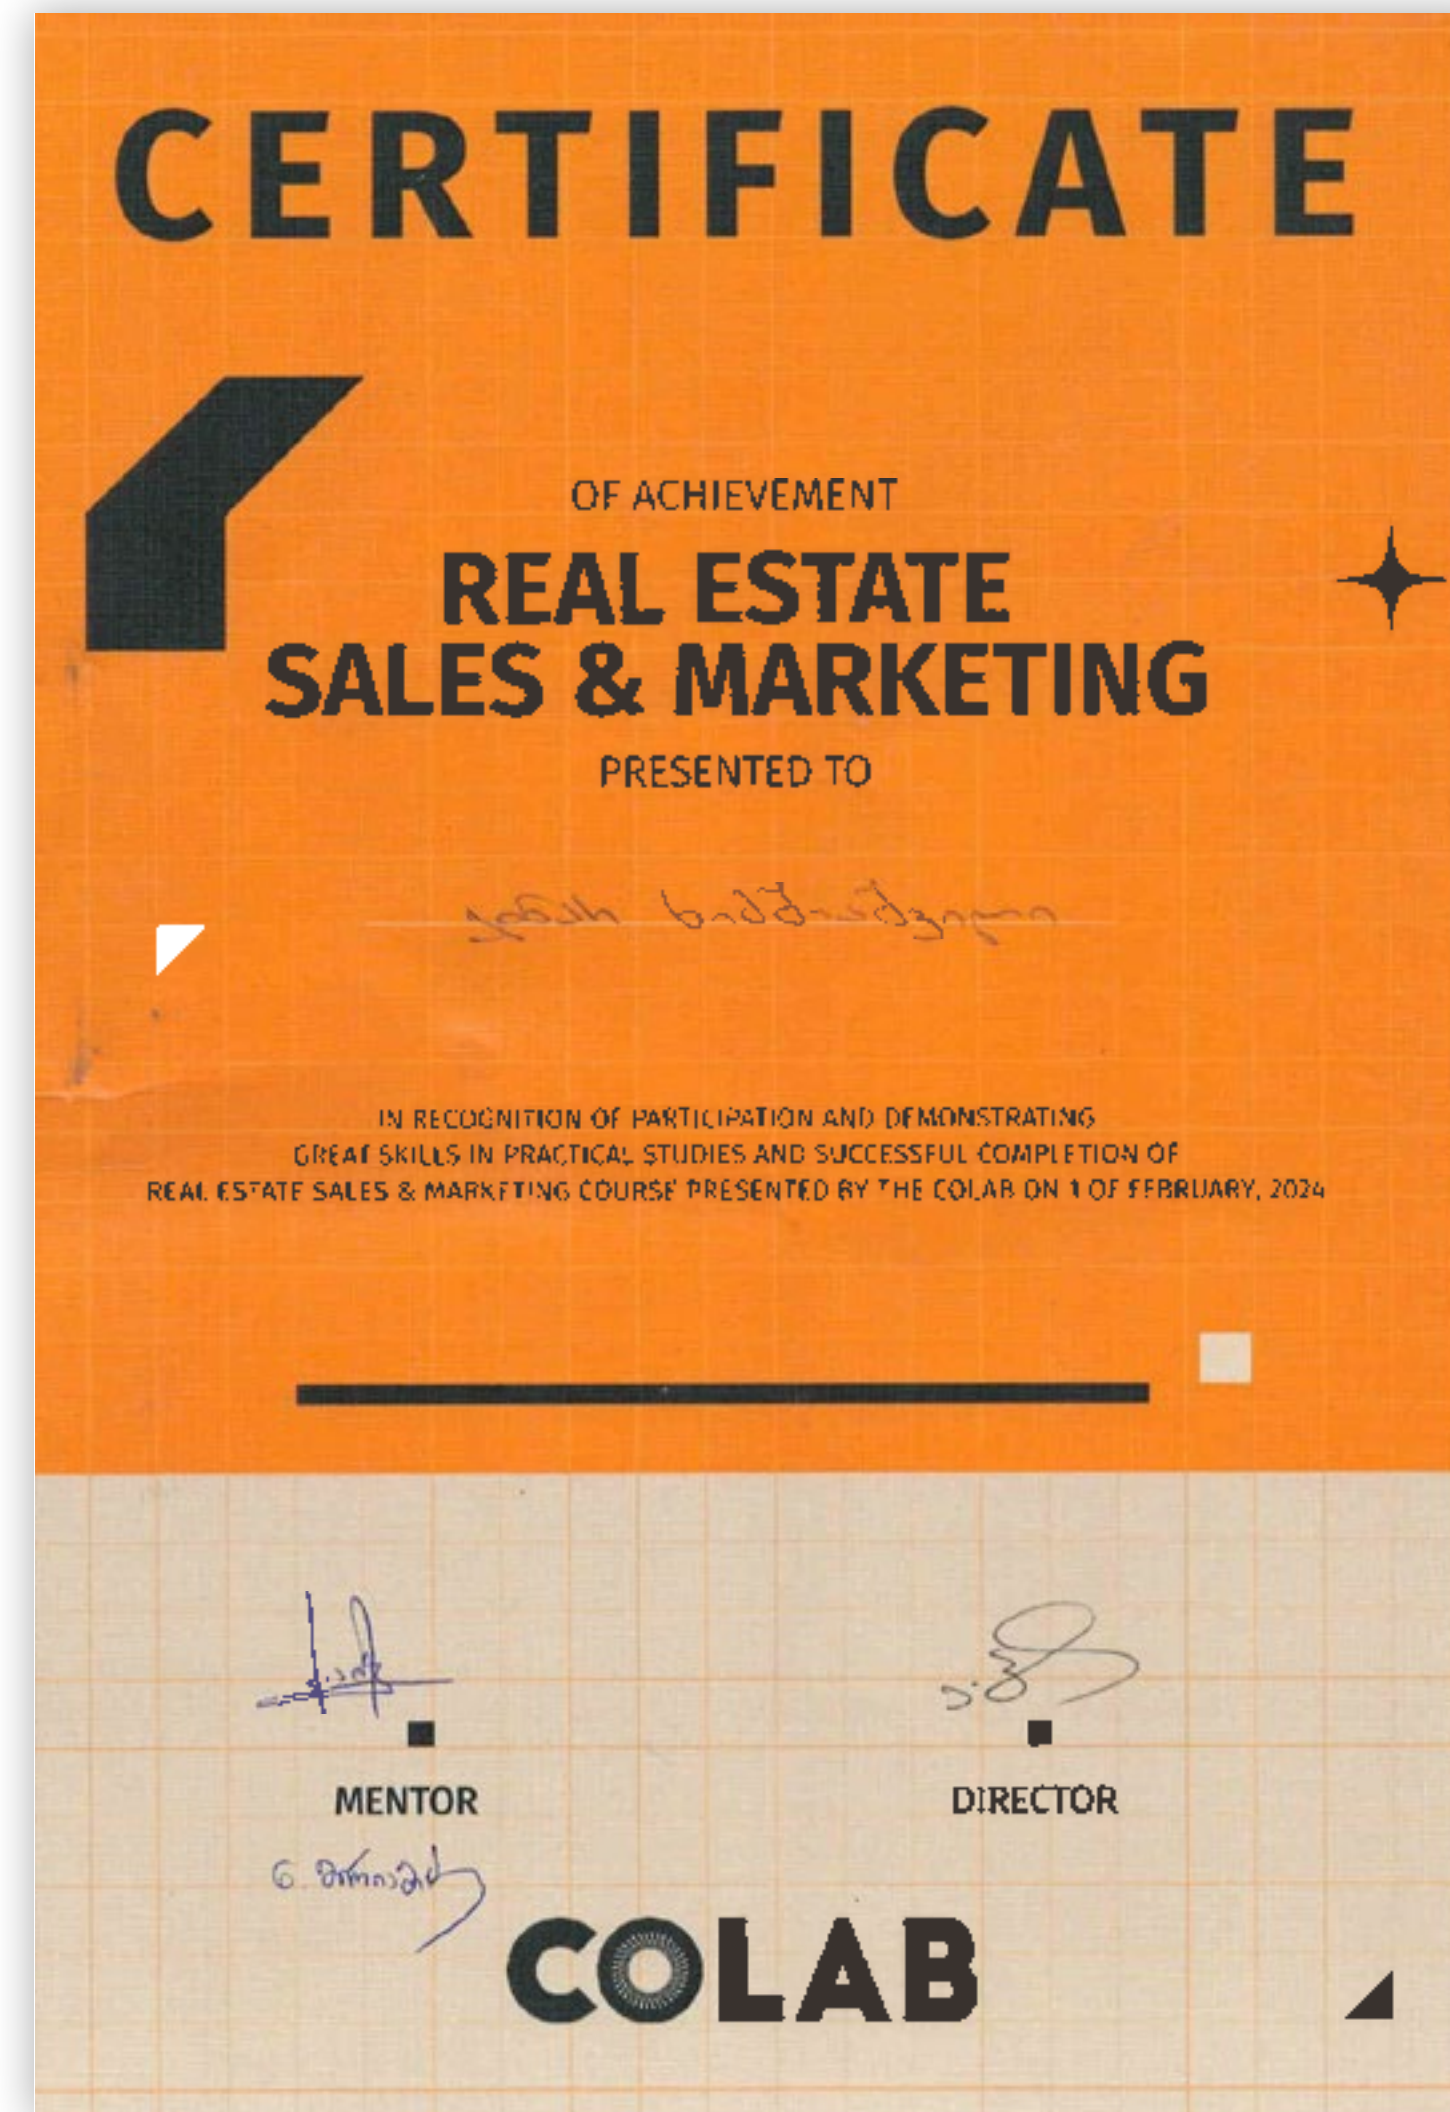 CERTIFICATE
OF ACHIEVEMENT
REAL ESTATE
SALES & MARKETING
PRESENTED TO
IN RECOGNITION OF PARTICIPATION AND DEMONSTRATING
GREAT SKILLS IN PRACTICAL STUDIES AND SUCCESSFUL COMPLETION OF
REAL ESTATE SALES & MARKETING COURSE PRESENTED BY THE COLAB ON 1 OF FEBRUARY, 2024
MENTOR
DIRECTOR
COLAB